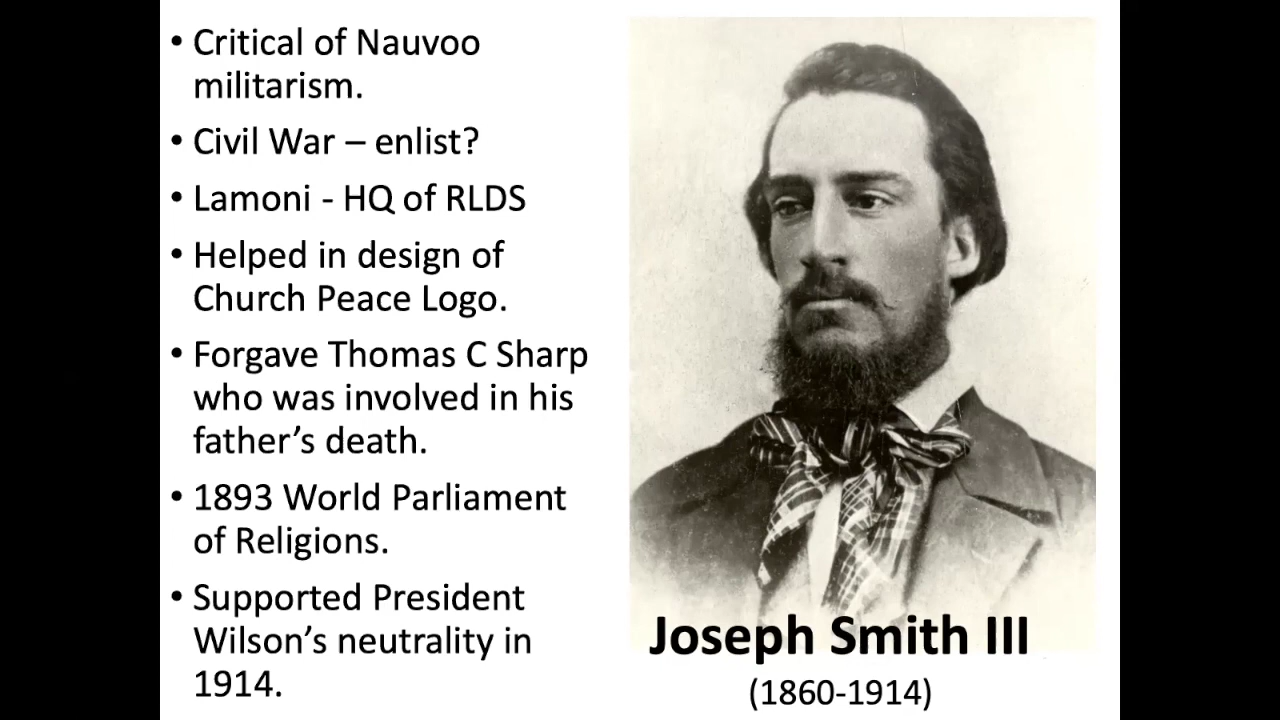 • Critical of Nauvoo
militarism.
• Civil War – enlist?
• Lamoni - HQ of RLDS
• Helped in design of
Church Peace Logo.
• Forgave Thomas C Sharp
who was involved in his
father’s death.
• 1893 World Parliament
of Religions.
• Supported President
Wilson’s neutrality in
1914.
Joseph Smith III
(1860-1914)